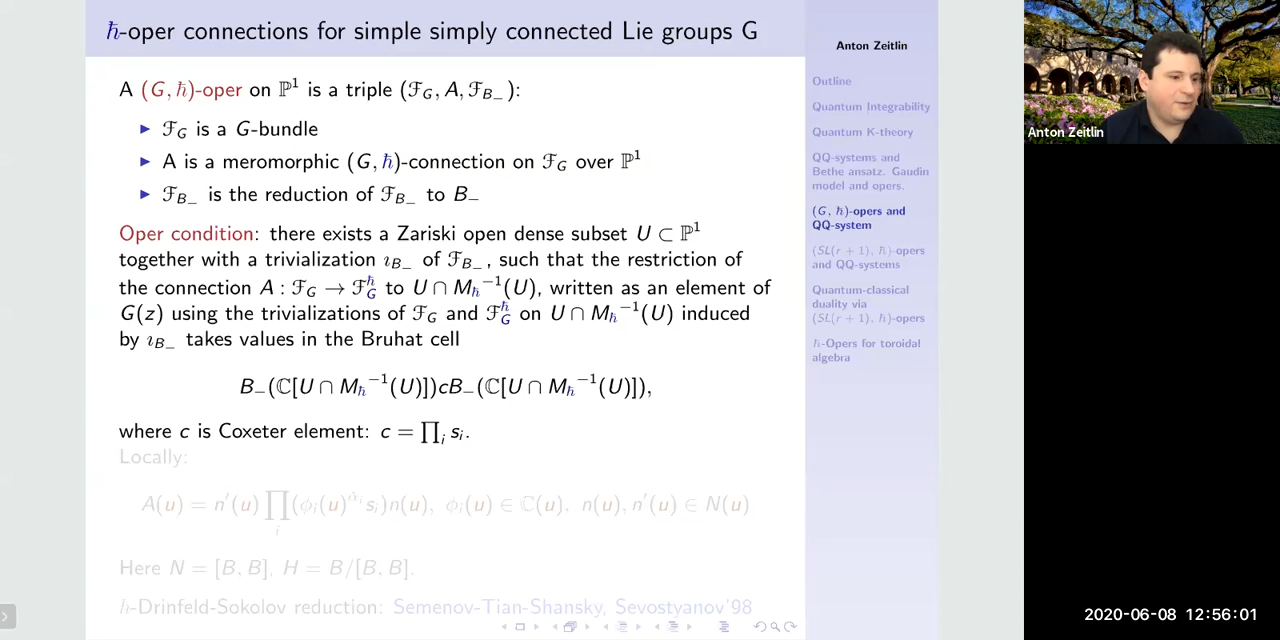 ℏ-oper connections for simple simply connected Lie groups G
A (G, ℏ)-oper on ℙ¹ is a triple (ℱ_G, A, ℱ_{B_−}):
▶ ℱ_G is a G-bundle
▶ A is a meromorphic (G, ℏ)-connection on ℱ_G over ℙ¹
▶ ℱ_{B_−} is the reduction of ℱ_{B_−} to B_−
Oper condition: there exists a Zariski open dense subset U ⊂ ℙ¹
together with a trivialization ı_{B_−} of ℱ_{B_−}, such that the restriction of
the connection A : ℱ_G → ℱ_G^ℏ to U ∩ M_ℏ^{−1}(U), written as an element of
G(z) using the trivializations of ℱ_G and ℱ_G^ℏ on U ∩ M_ℏ^{−1}(U) induced
by ı_{B_−} takes values in the Bruhat cell
B_−(ℂ[U ∩ M_ℏ^{−1}(U)])cB_−(ℂ[U ∩ M_ℏ^{−1}(U)]),
where c is Coxeter element: c = ∏_i s_i.
Locally:
A(u) = n′(u) ∏_i (ϕ_i(u)^{α̌_i} s_i)n(u), ϕ_i(u) ∈ ℂ(u), n(u), n′(u) ∈ N(u)
Here N = [B, B], H = B/[B, B].
ℏ-Drinfeld-Sokolov reduction: Semenov-Tian-Shansky, Sevostyanov'98
Anton Zeitlin
Outline
Quantum Integrability
Quantum K-theory
QQ-systems and
Bethe ansatz. Gaudin
model and opers.
(G, ℏ)-opers and
QQ-system
(SL(r + 1), ℏ)-opers
and QQ-systems
Quantum-classical
duality via
(SL(r + 1), ℏ)-opers
ℏ-Opers for toroidal
algebra
Anton Zeitlin
2020-06-08 12:56:01